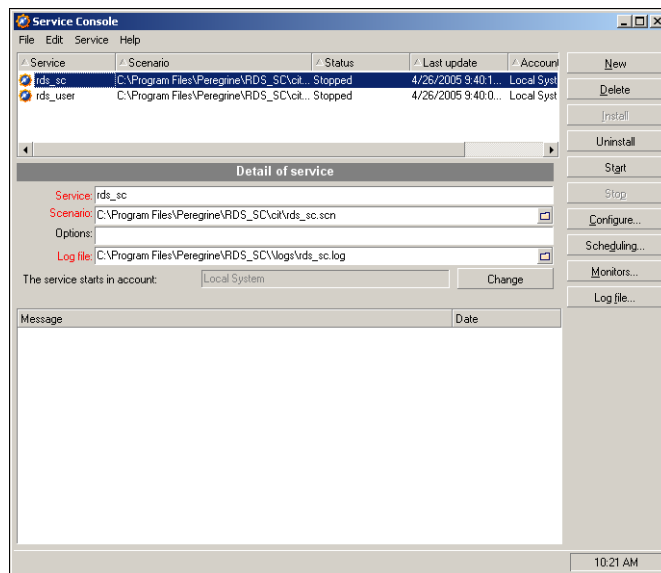 Service Console
File Edit Service Help
Service Scenario Status Last update Account
rds_sc C:\Program Files\Peregrine\RDS_SC\cit... Stopped 4/26/2005 9:40:1... Local Syst
rds_user C:\Program Files\Peregrine\RDS_SC\cit... Stopped 4/26/2005 9:40:0... Local Syst
New
Delete
Install
Uninstall
Start
Stop
Configure...
Scheduling...
Monitors...
Log file...
Detail of service
Service: rds_sc
Scenario: C:\Program Files\Peregrine\RDS_SC\cit\rds_sc.scn
Options:
Log file: C:\Program Files\Peregrine\RDS_SC\\logs\rds_sc.log
The service starts in account: Local System Change
Message Date
10:21 AM